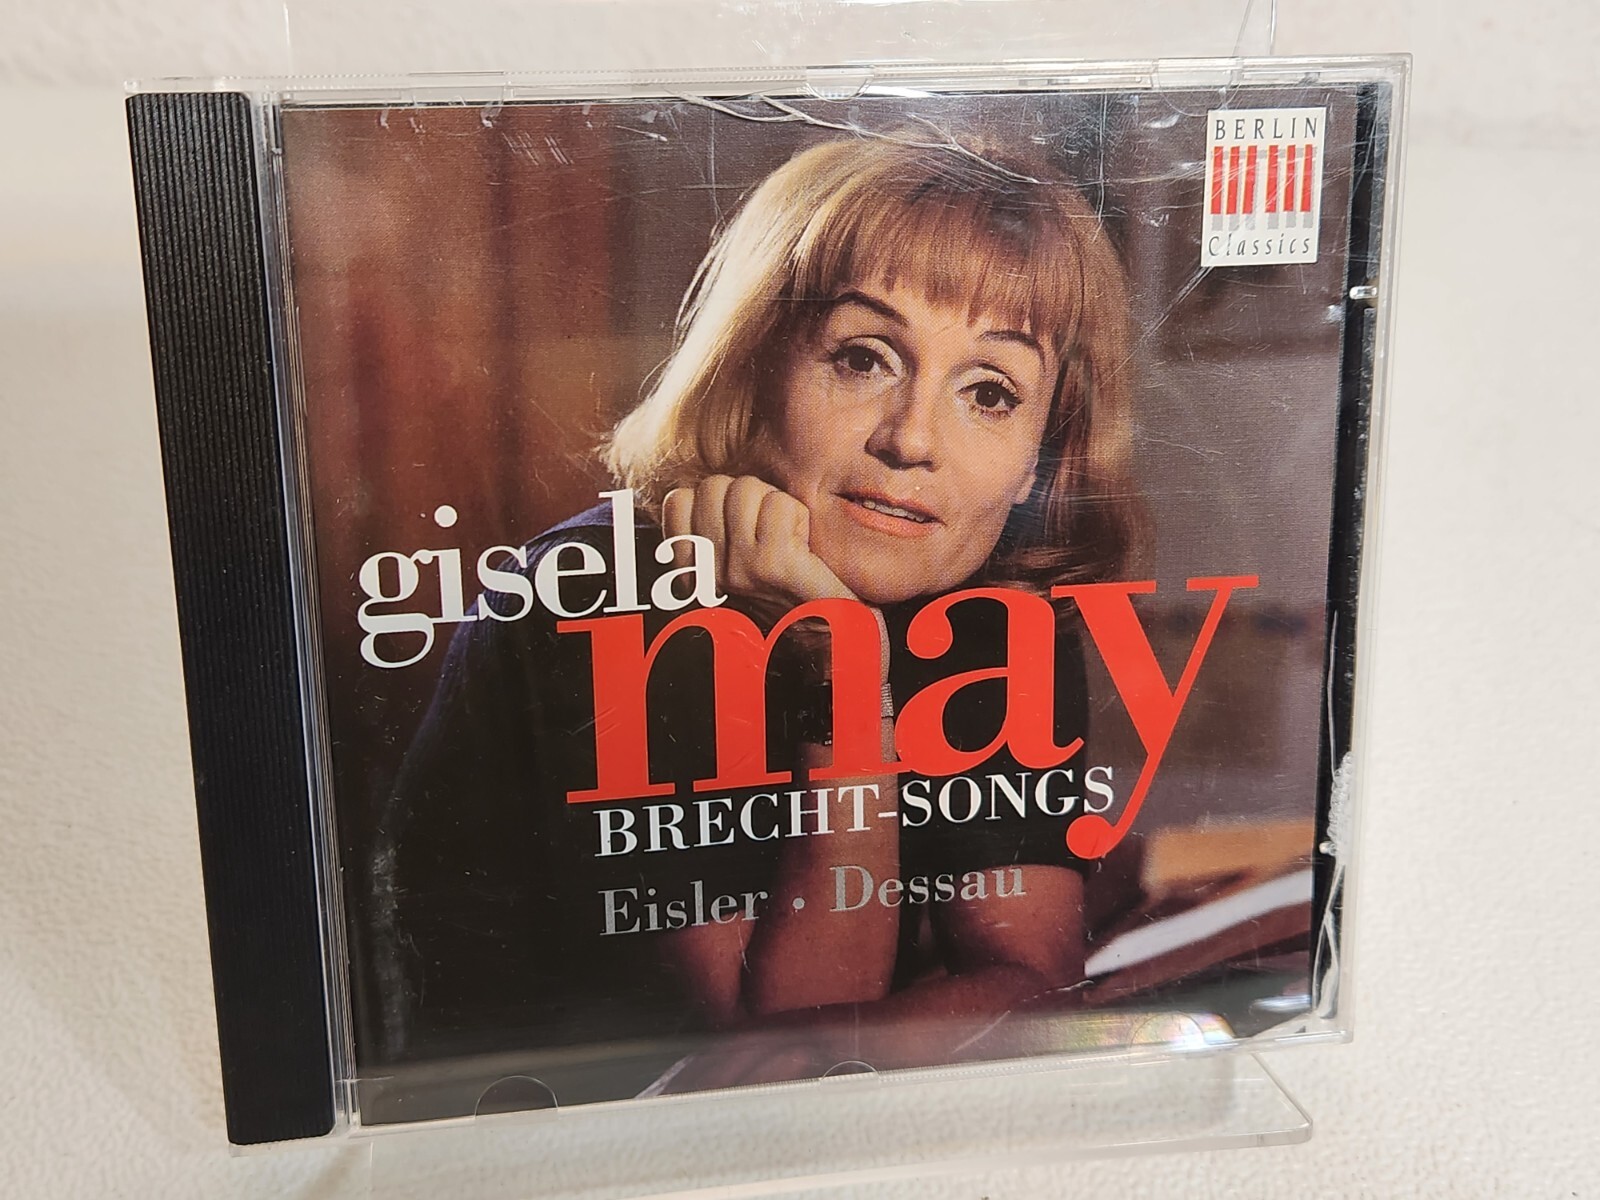 BERLIN
Classics
gisela
may
BRECHT-SONGS
Eisler · Dessau